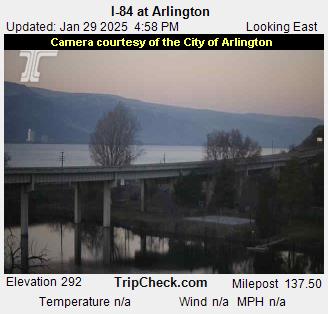 I-84 at Arlington
Updated: Jan 29 2025 4:58 PM Looking East
Camera courtesy of the City of Arlington
Elevation 292 TripCheck.com Milepost 137.50
Temperature n/a Wind n/a MPH n/a